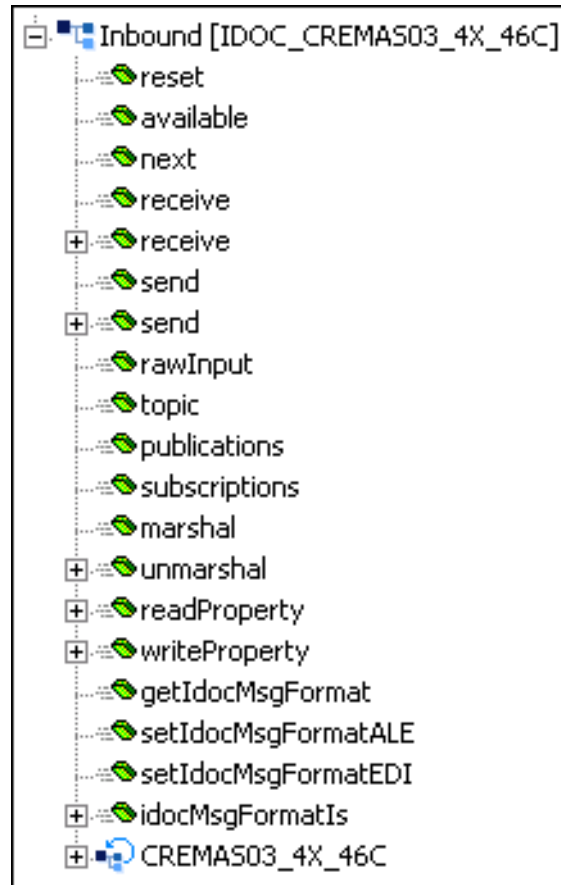 Inbound [IDOC_CREMAS03_4X_46C]
reset
available
next
receive
receive
send
send
rawInput
topic
publications
subscriptions
marshal
unmarshal
readProperty
writeProperty
getIdocMsgFormat
setIdocMsgFormatALE
setIdocMsgFormatEDI
idocMsgFormatIs
CREMAS03_4X_46C